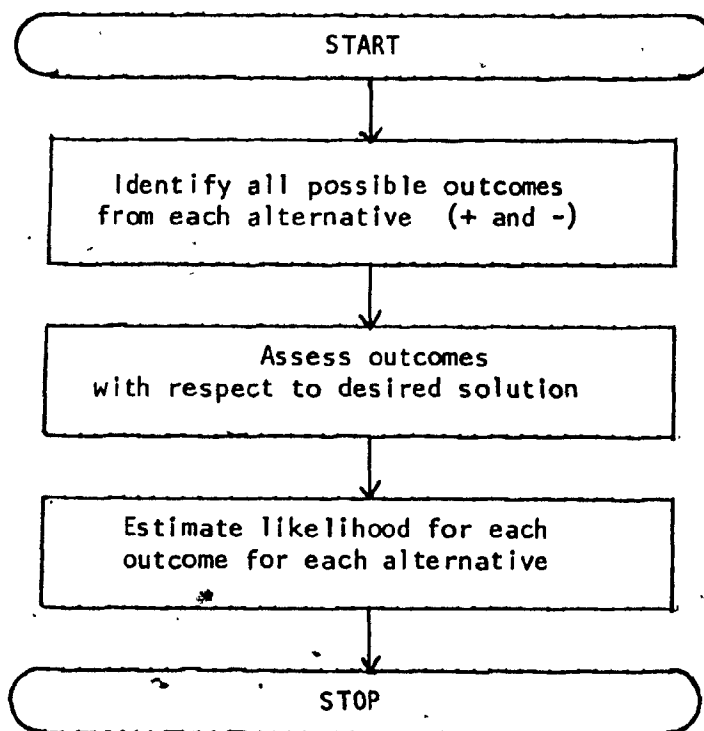 START
Identify all possible outcomes
from each alternative (+ and -)
Assess outcomes
with respect to desired solution
Estimate likelihood for each
outcome for each alternative
STOP